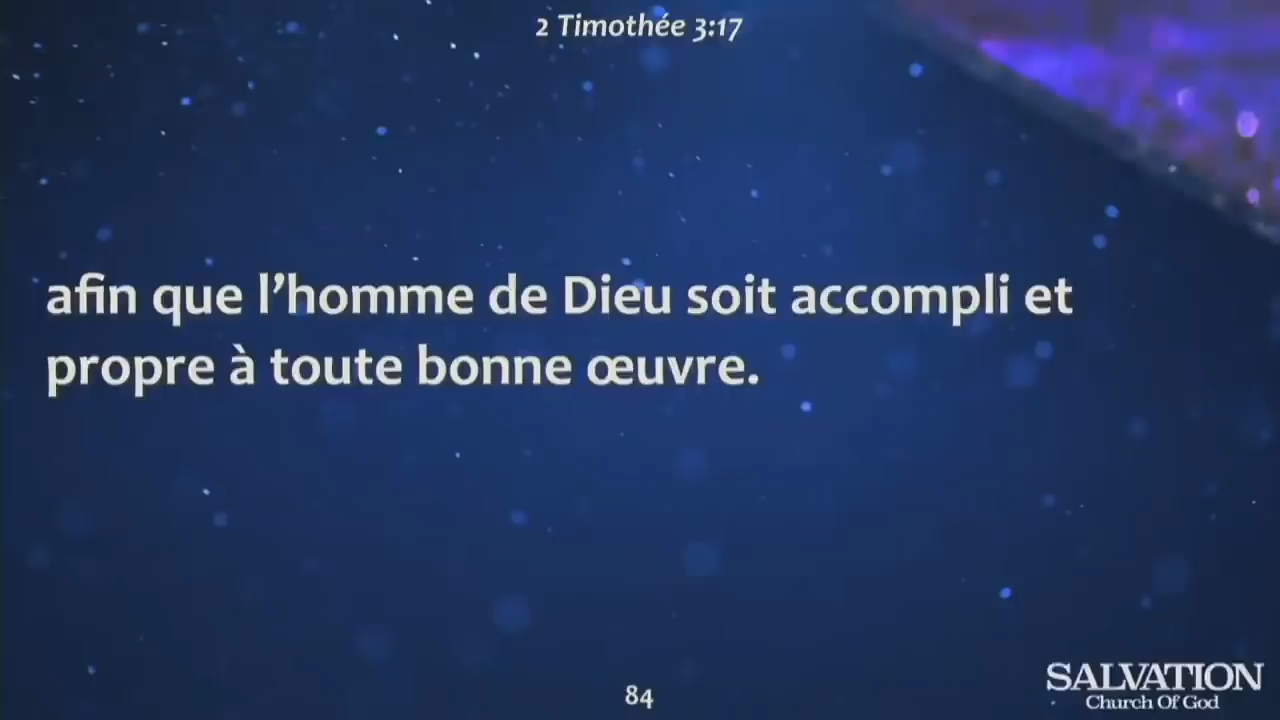 2 Timothée 3:17
afin que l’homme de Dieu soit accompli et
propre à toute bonne œuvre.
84
SALVATION
Church Of God